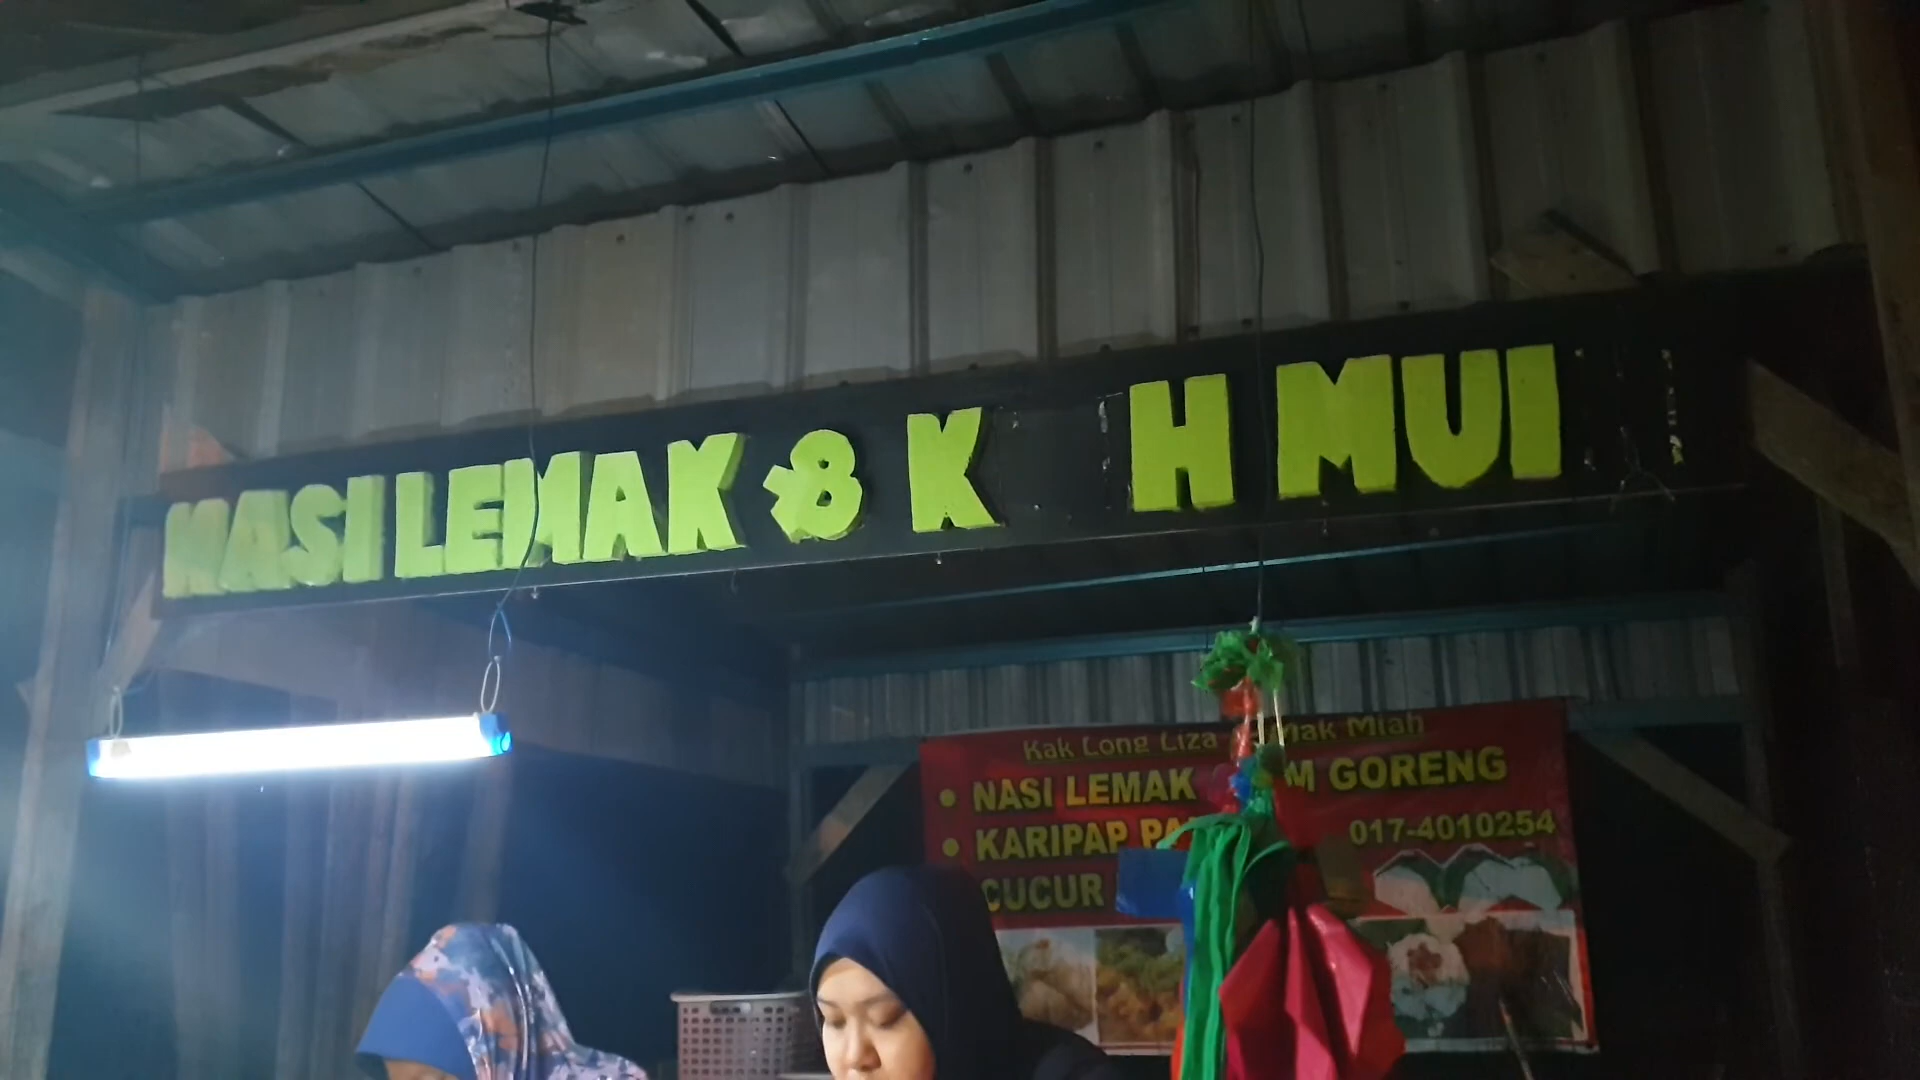 NASI LEMAK & K H MUI
Kak Long Liza
NASI LEMAK GORENG
KARIPAP 017-4010254
CUCUR